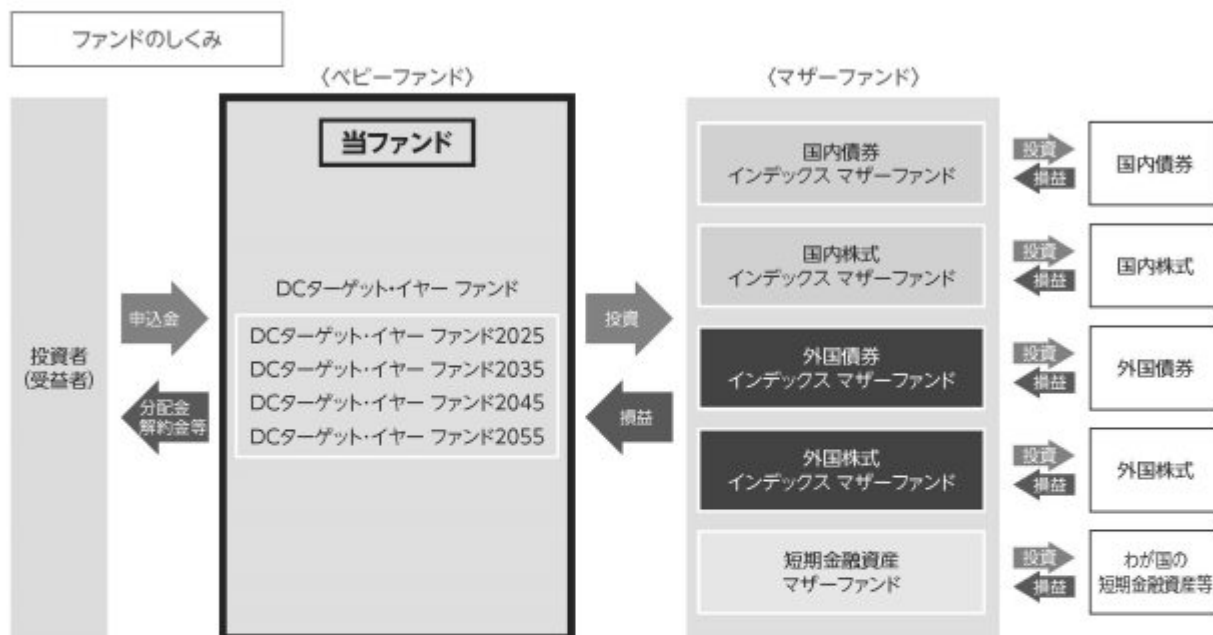 ファンドのしくみ
〈ベビーファンド〉
〈マザーファンド〉
投資者
(受益者)
申込金
分配金
解約金等
当ファンド
DCターゲット・イヤー ファンド
DCターゲット・イヤー ファンド2025
DCターゲット・イヤー ファンド2035
DCターゲット・イヤー ファンド2045
DCターゲット・イヤー ファンド2055
投資
損益
国内債券
インデックス マザーファンド
投資
損益
国内債券
国内株式
インデックス マザーファンド
投資
損益
国内株式
外国債券
インデックス マザーファンド
投資
損益
外国債券
外国株式
インデックス マザーファンド
投資
損益
外国株式
短期金融資産
マザーファンド
投資
損益
わが国の
短期金融資産等